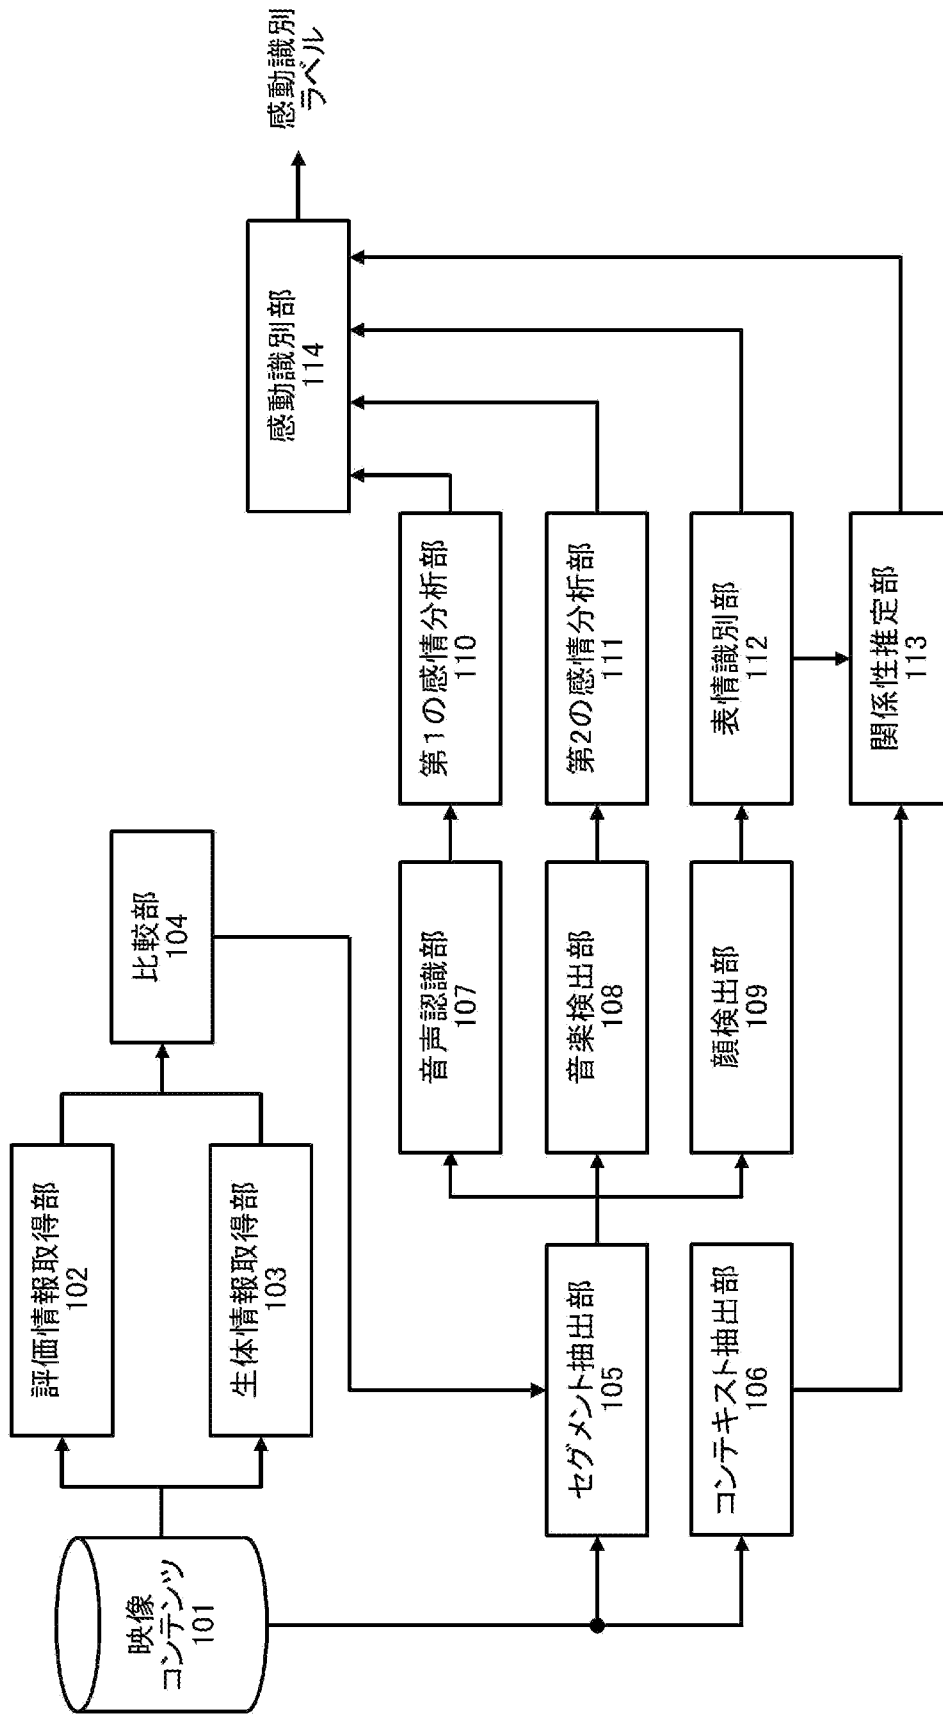 映像
コンテンツ
101
評価情報取得部
102
生体情報取得部
103
比較部
104
セグメント抽出部
105
コンテキスト抽出部
106
音声認識部
107
音楽検出部
108
顔検出部
109
第1の感情分析部
110
第2の感情分析部
111
表情識別部
112
関係性推定部
113
感動識別部
114
感動識別
ラベル